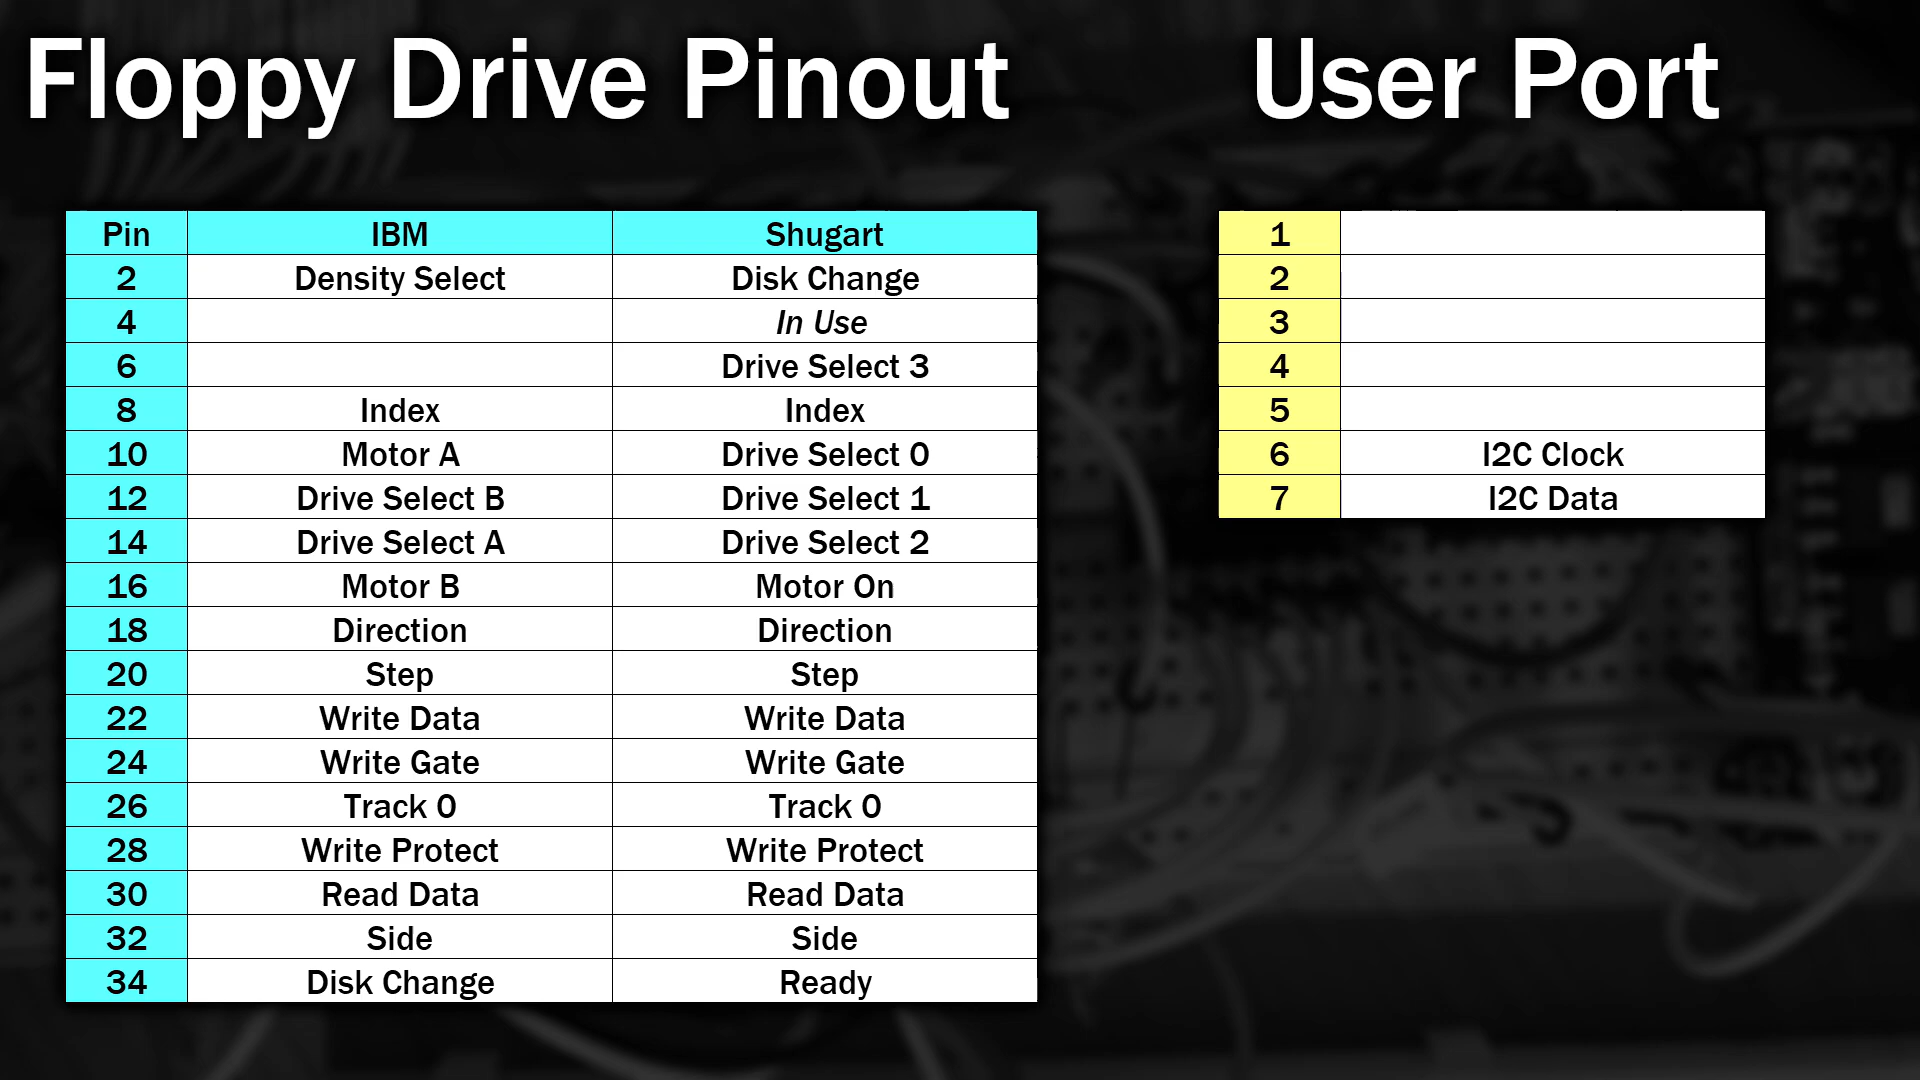 Floppy Drive Pinout
Pin IBM Shugart
2 Density Select Disk Change
4 In Use
6 Drive Select 3
8 Index Index
10 Motor A Drive Select 0
12 Drive Select B Drive Select 1
14 Drive Select A Drive Select 2
16 Motor B Motor On
18 Direction Direction
20 Step Step
22 Write Data Write Data
24 Write Gate Write Gate
26 Track 0 Track 0
28 Write Protect Write Protect
30 Read Data Read Data
32 Side Side
34 Disk Change Ready
User Port
1
2
3
4
5
6 I2C Clock
7 I2C Data